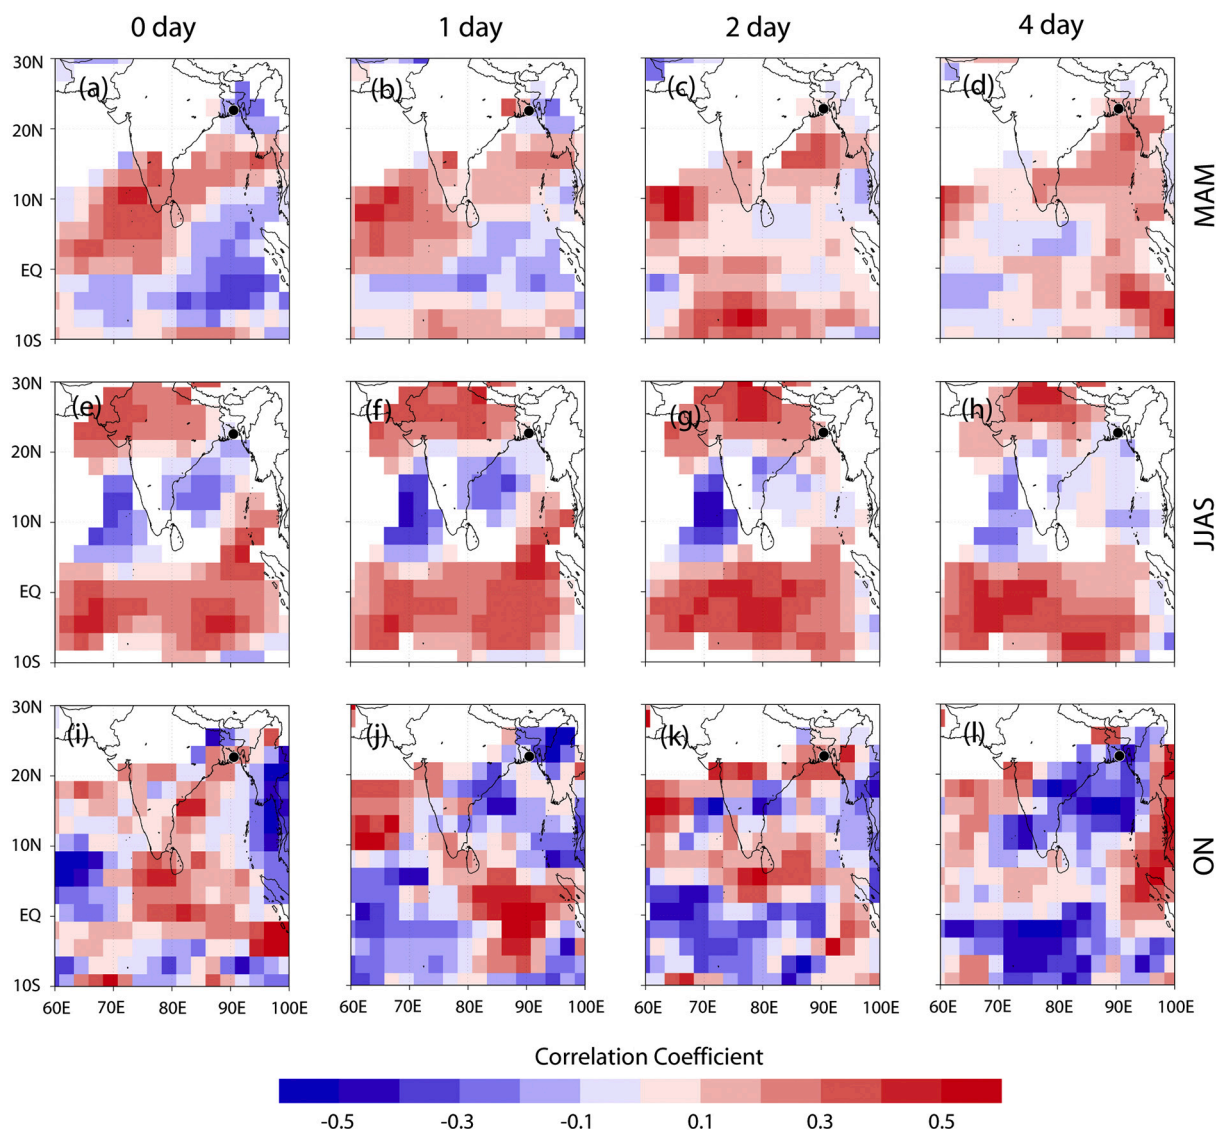 0 day 1 day 2 day 4 day
30N (a) (b) (c) (d)
20N
10N
EQ
10S
MAM
30N (e) (f) (g) (h)
20N
10N
EQ
10S
JJAS
30N (i) (j) (k) (l)
20N
10N
EQ
10S
ON
60E 70E 80E 90E 100E 60E 70E 80E 90E 100E 60E 70E 80E 90E 100E 60E 70E 80E 90E 100E
Correlation Coefficient
-0.5 -0.3 -0.1 0.1 0.3 0.5